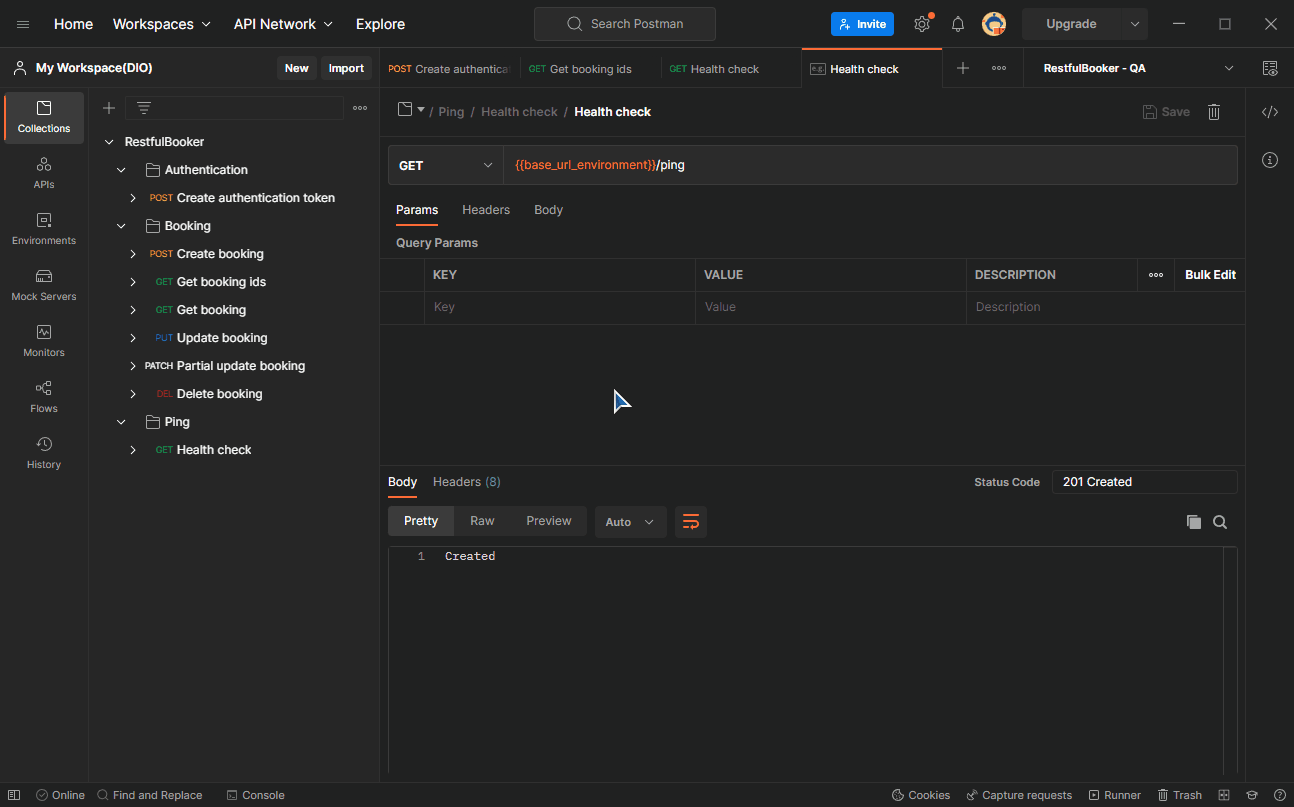 Home Workspaces API Network Explore Search Postman Invite Upgrade
My Workspace(DIO) New Import POST Create authentica GET Get booking ids GET Health check e.g. Health check RestfulBooker - QA
Collections
APIs
Environments
Mock Servers
Monitors
Flows
History
RestfulBooker
Authentication
POST Create authentication token
Booking
POST Create booking
GET Get booking ids
GET Get booking
PUT Update booking
PATCH Partial update booking
DEL Delete booking
Ping
GET Health check
/ Ping / Health check / Health check Save
GET {{base_url_environment}}/ping
Params Headers Body
Query Params
KEY VALUE DESCRIPTION Bulk Edit
Key Value Description
Body Headers (8) Status Code 201 Created
Pretty Raw Preview Auto
1 Created
Online Find and Replace Console Cookies Capture requests Runner Trash